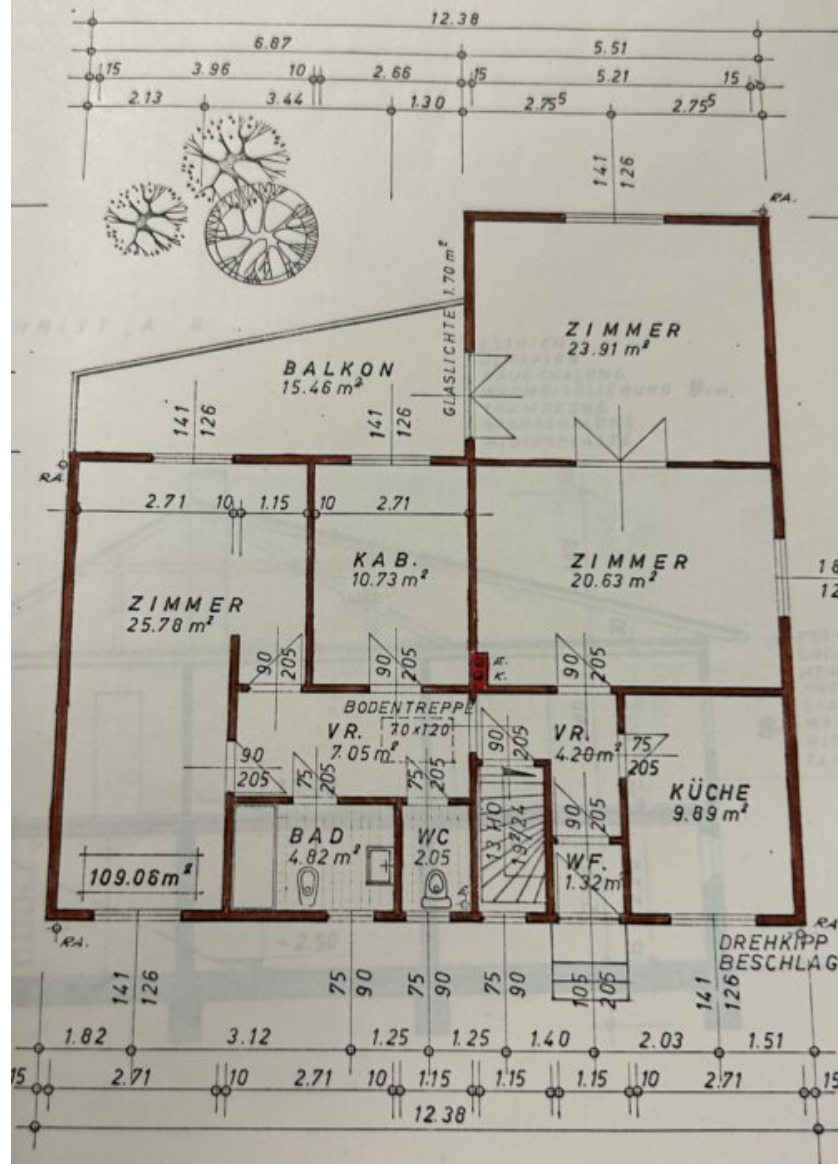 12.38
6.87 5.51
15 3.96 10 2.66 15 5.21 15
2.13 3.44 1.30 2.75⁵ 2.75⁵
141
126
RA.
GLASLICHTE 1.70 m²
ZIMMER
23.91 m²
BALKON
15.46 m²
141
126
141
126
RA.
2.71 10 1.15 10 2.71
KAB.
10.73 m²
ZIMMER
20.63 m²
18
12
ZIMMER
25.78 m²
90
205
90
205
R.
K.
90
205
BODENTREPPE
70x120
VR.
7.05 m²
90
205
VR.
4.20 m²
75
205
90
205
75
205
75
205
KÜCHE
9.89 m²
BAD
4.82 m²
WC
2.05
13 HO
19²/24
90
205
WF.
1.32 m²
109.06 m²
RA.
RA
DREHKIPP
BESCHLAG
141
126
75
90
75
90
75
90
105
205
141
126
1.82 3.12 1.25 1.25 1.40 2.03 1.51
15 2.71 10 2.71 10 1.15 1.15 1.15 10 2.71 15
12.38